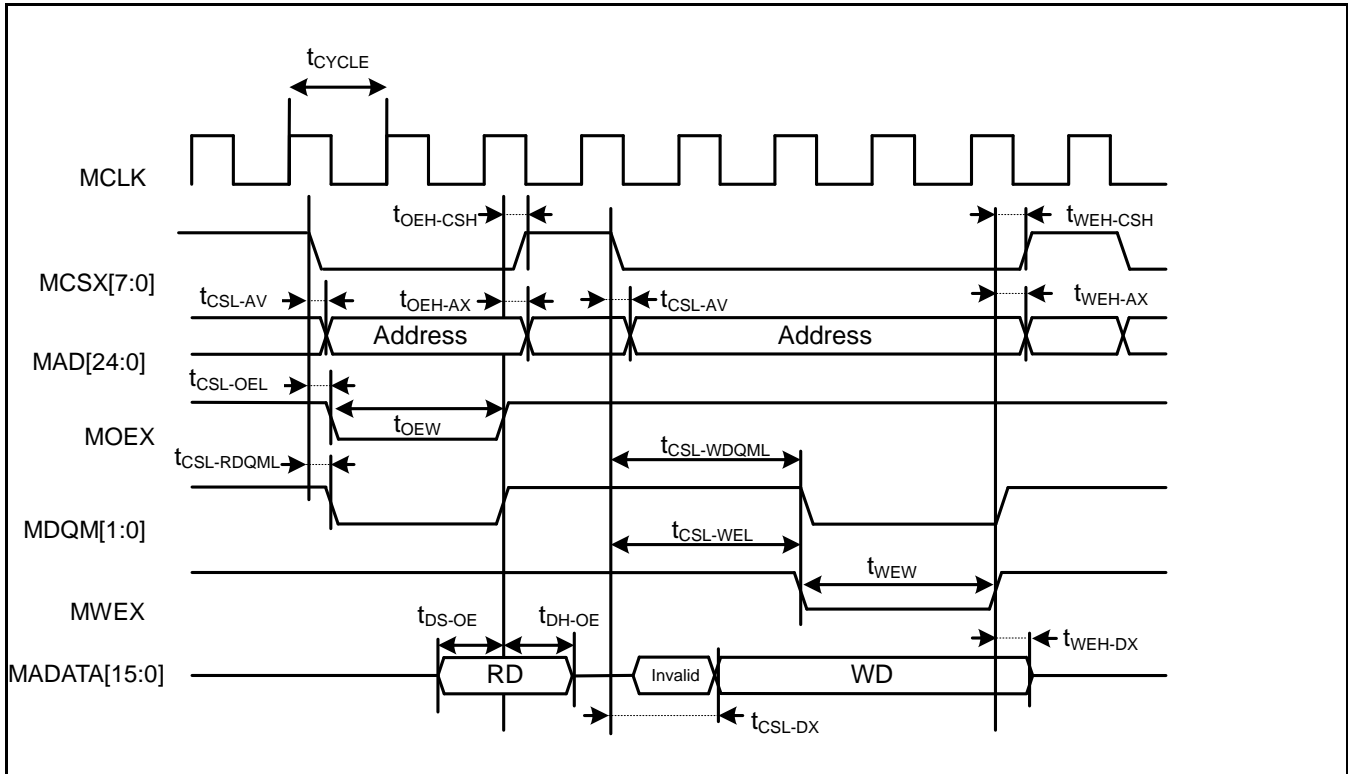 tCYCLE
MCLK
tOEH-CSH
tWEH-CSH
MCSX[7:0]
tCSL-AV
tOEH-AX
tCSL-AV
tWEH-AX
Address
Address
MAD[24:0]
tCSL-OEL
tOEW
MOEX
tCSL-WDQML
tCSL-RDQML
MDQM[1:0]
tCSL-WEL
tWEW
MWEX
tDS-OE
tDH-OE
tWEH-DX
MADATA[15:0]
RD
Invalid
WD
tCSL-DX